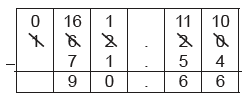 0 16 1 11 10
1 6 2 . 2 0
− 7 1 . 5 4
9 0 . 6 6